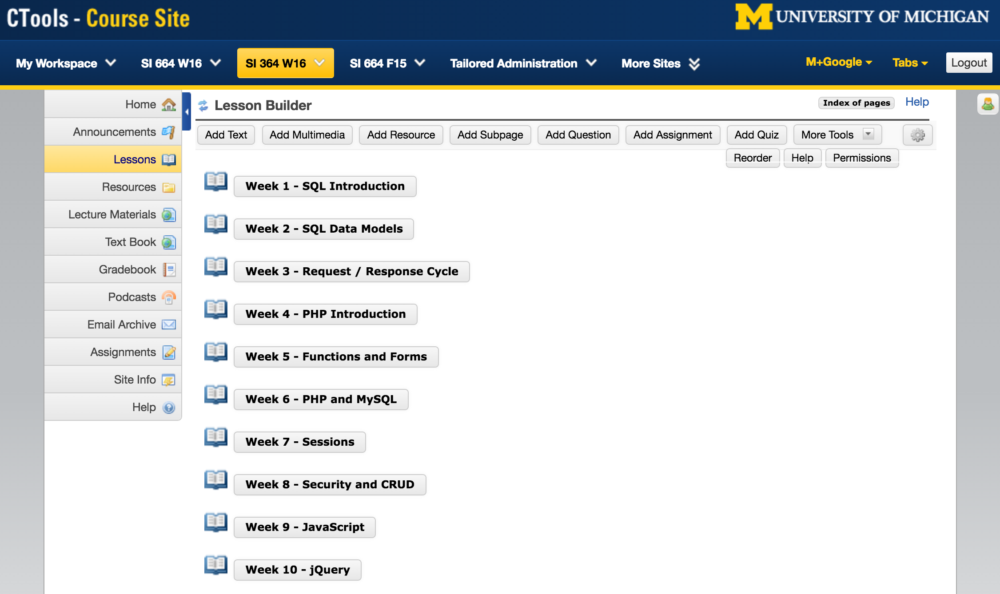 CTools - Course Site
M UNIVERSITY OF MICHIGAN
My Workspace SI 664 W16 SI 364 W16 SI 664 F15 Tailored Administration More Sites M+Google Tabs Logout
Home
Announcements
Lessons
Resources
Lecture Materials
Text Book
Gradebook
Podcasts
Email Archive
Assignments
Site Info
Help
Lesson Builder Index of pages Help
Add Text Add Multimedia Add Resource Add Subpage Add Question Add Assignment Add Quiz More Tools
Reorder Help Permissions
Week 1 - SQL Introduction
Week 2 - SQL Data Models
Week 3 - Request / Response Cycle
Week 4 - PHP Introduction
Week 5 - Functions and Forms
Week 6 - PHP and MySQL
Week 7 - Sessions
Week 8 - Security and CRUD
Week 9 - JavaScript
Week 10 - jQuery